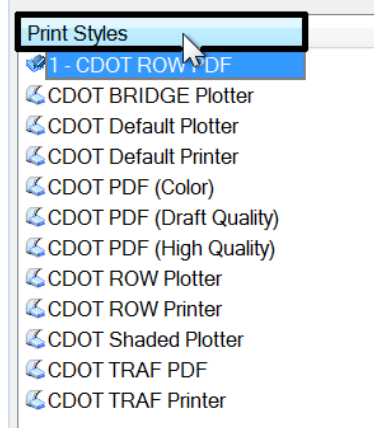 Print Styles
1 - CDOT ROW PDF
CDOT BRIDGE Plotter
CDOT Default Plotter
CDOT Default Printer
CDOT PDF (Color)
CDOT PDF (Draft Quality)
CDOT PDF (High Quality)
CDOT ROW Plotter
CDOT ROW Printer
CDOT Shaded Plotter
CDOT TRAF PDF
CDOT TRAF Printer